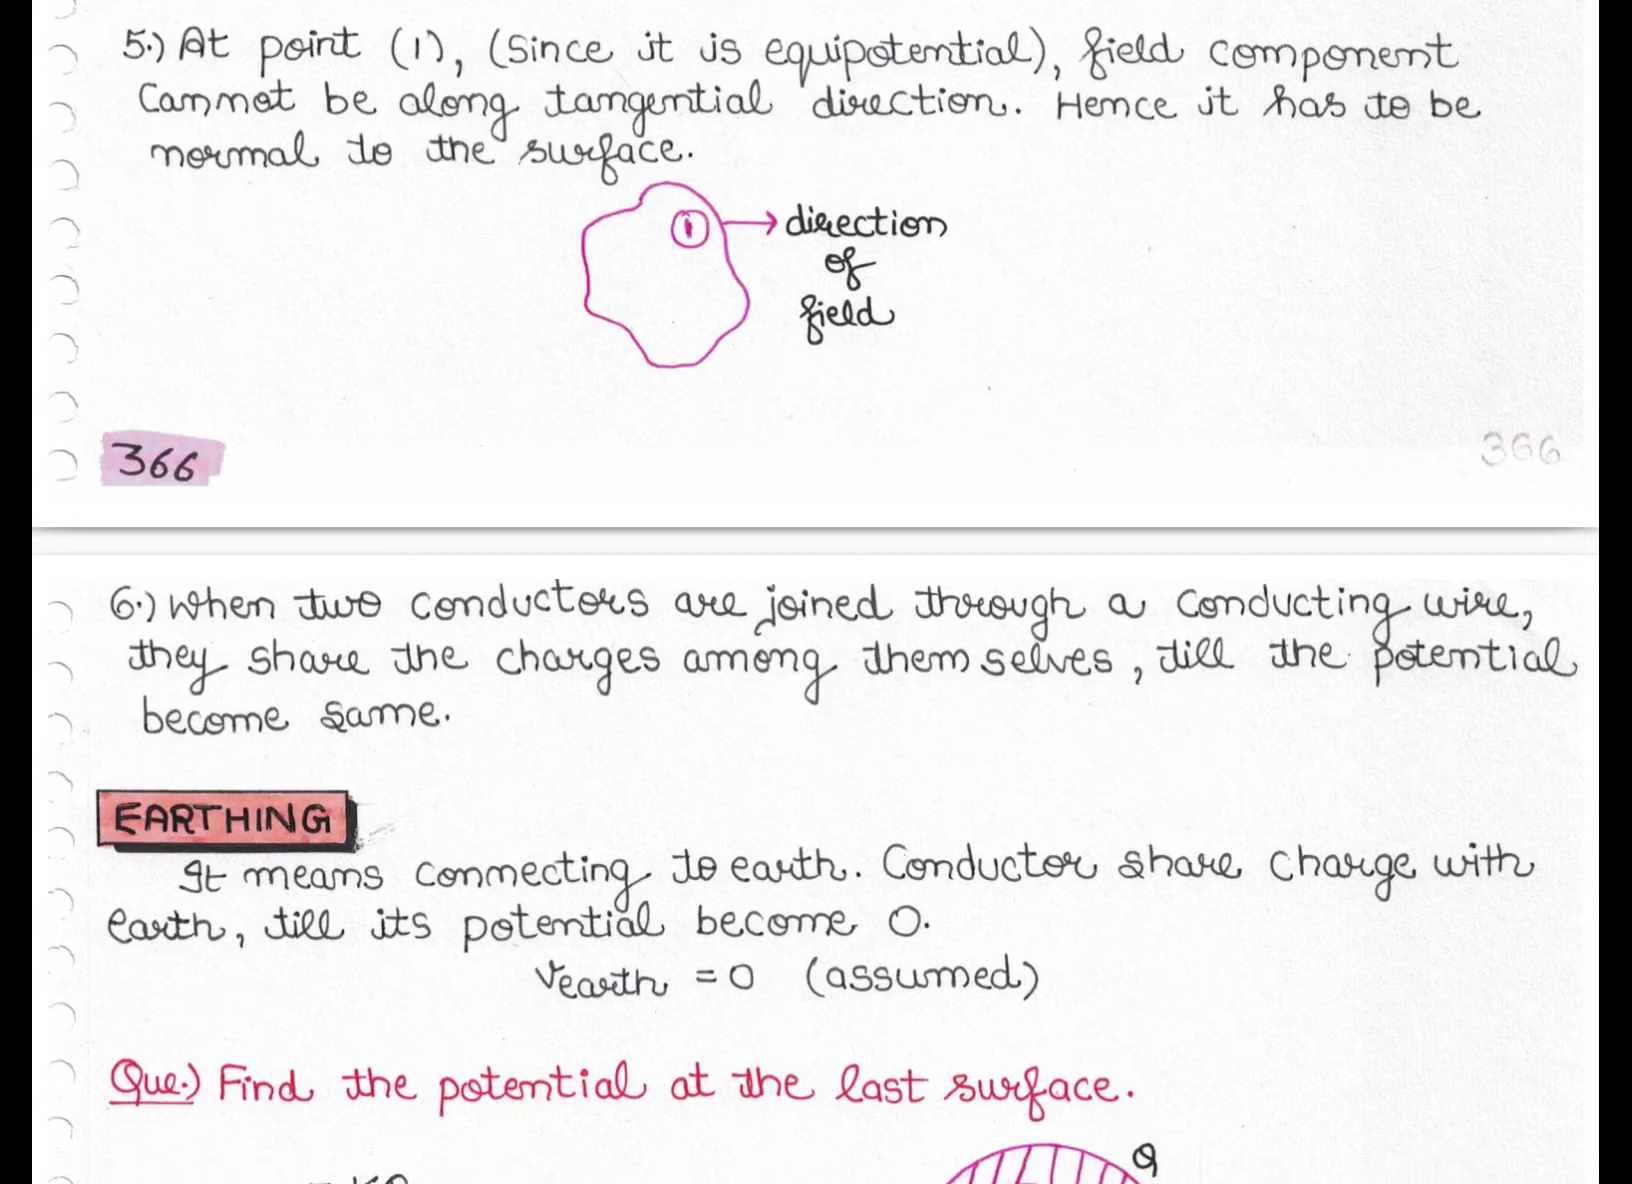 5.) At point (1), (Since it is equipotential), field component
Cannot be along tangential direction. Hence it has to be
normal to the surface.
1
direction
of
field
366
366
6.) When two conductors are joined through a conducting wire,
they share the charges among them selves, till the potential
become same.
EARTHING
It means connecting to earth. Conductor share charge with
earth, till its potential become 0.
Vearth = 0 (assumed)
Que.) Find the potential at the last surface.
Q